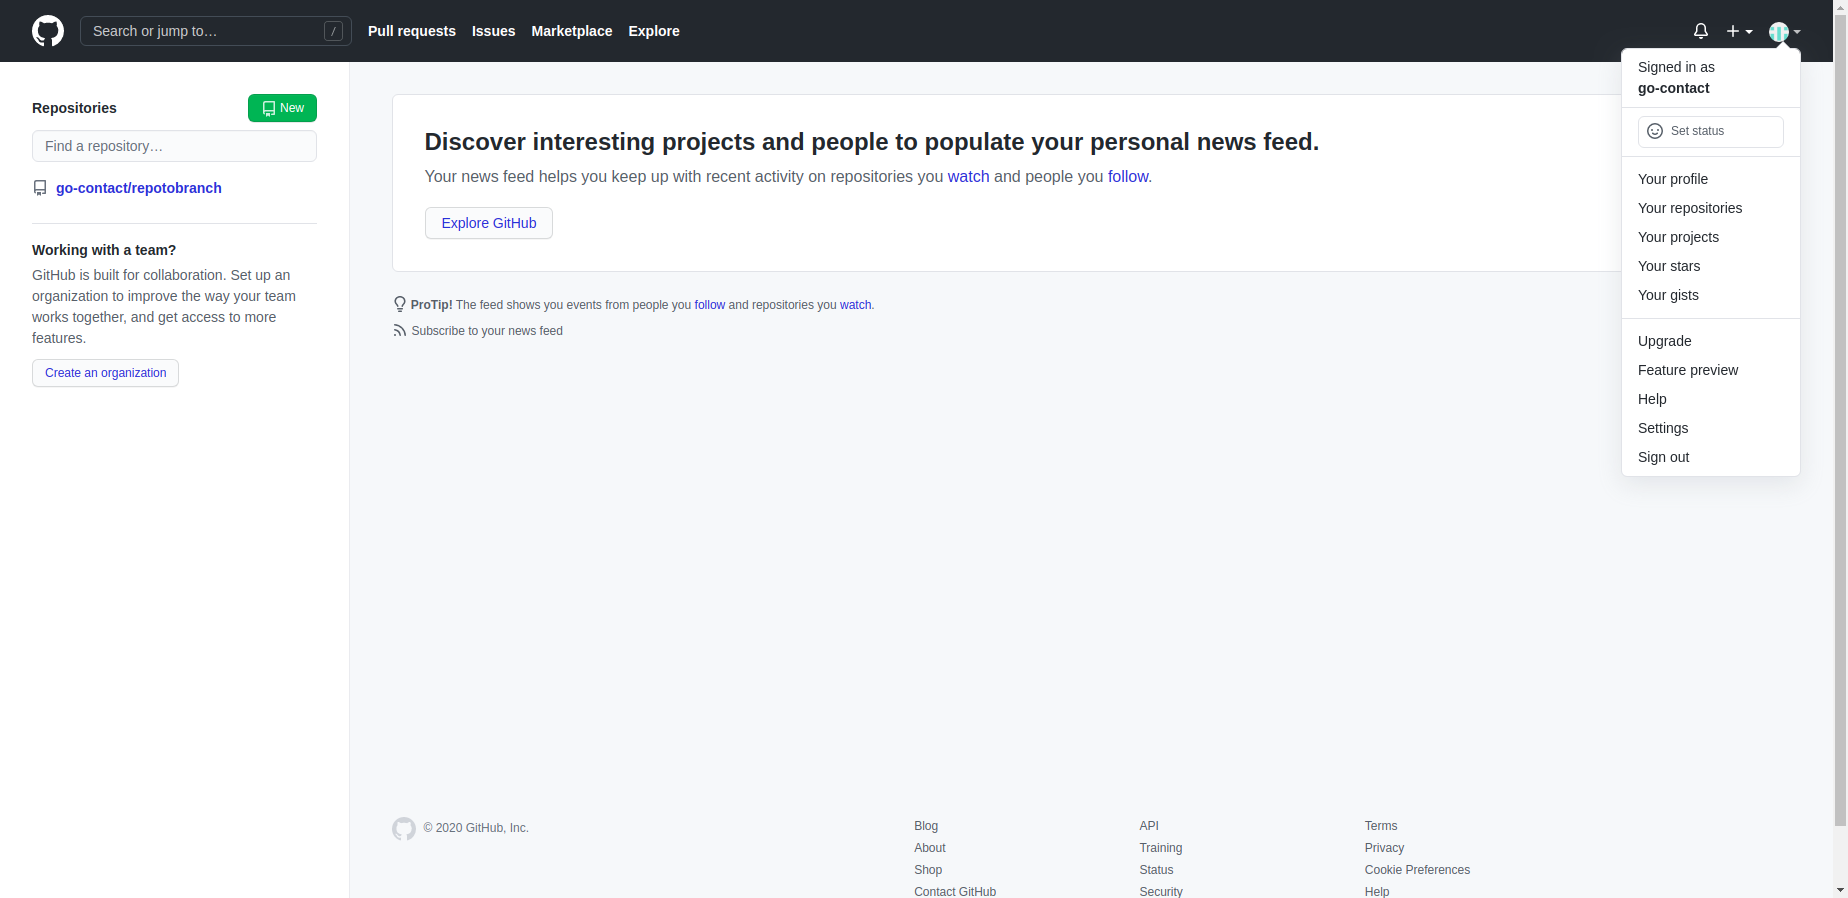 Search or jump to…
/
Pull requests
Issues
Marketplace
Explore
Signed in as
go-contact
Set status
Your profile
Your repositories
Your projects
Your stars
Your gists
Upgrade
Feature preview
Help
Settings
Sign out
Repositories
New
Find a repository…
go-contact/repotobranch
Working with a team?
GitHub is built for collaboration. Set up an
organization to improve the way your team
works together, and get access to more
features.
Create an organization
Discover interesting projects and people to populate your personal news feed.
Your news feed helps you keep up with recent activity on repositories you watch and people you follow.
Explore GitHub
ProTip! The feed shows you events from people you follow and repositories you watch.
Subscribe to your news feed
© 2020 GitHub, Inc.
Blog
About
Shop
Contact GitHub
API
Training
Status
Security
Terms
Privacy
Cookie Preferences
Help